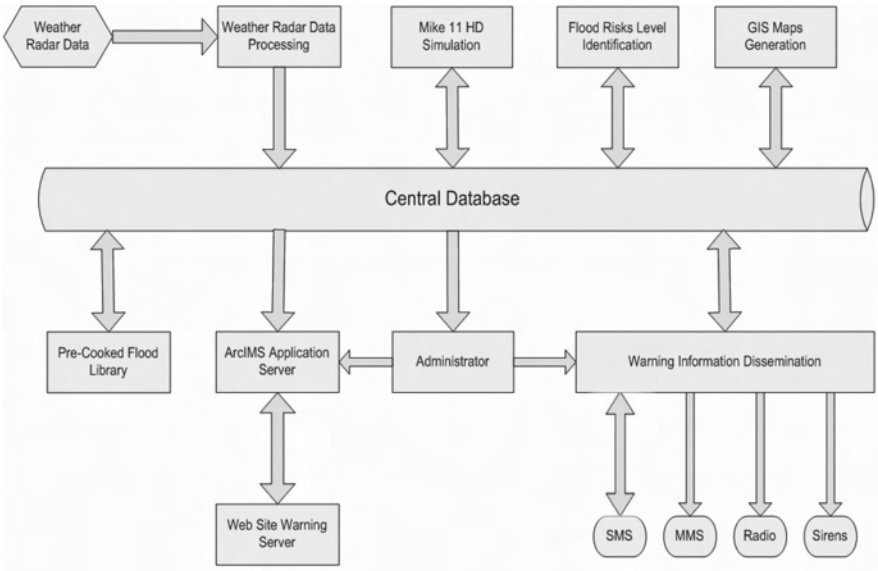 Weather
Radar Data
Weather Radar Data
Processing
Mike 11 HD
Simulation
Flood Risks Level
Identification
GIS Maps
Generation
Central Database
Pre-Cooked Flood
Library
ArcIMS Application
Server
Administrator
Warning Information Dissemination
Web Site Warning
Server
SMS
MMS
Radio
Sirens